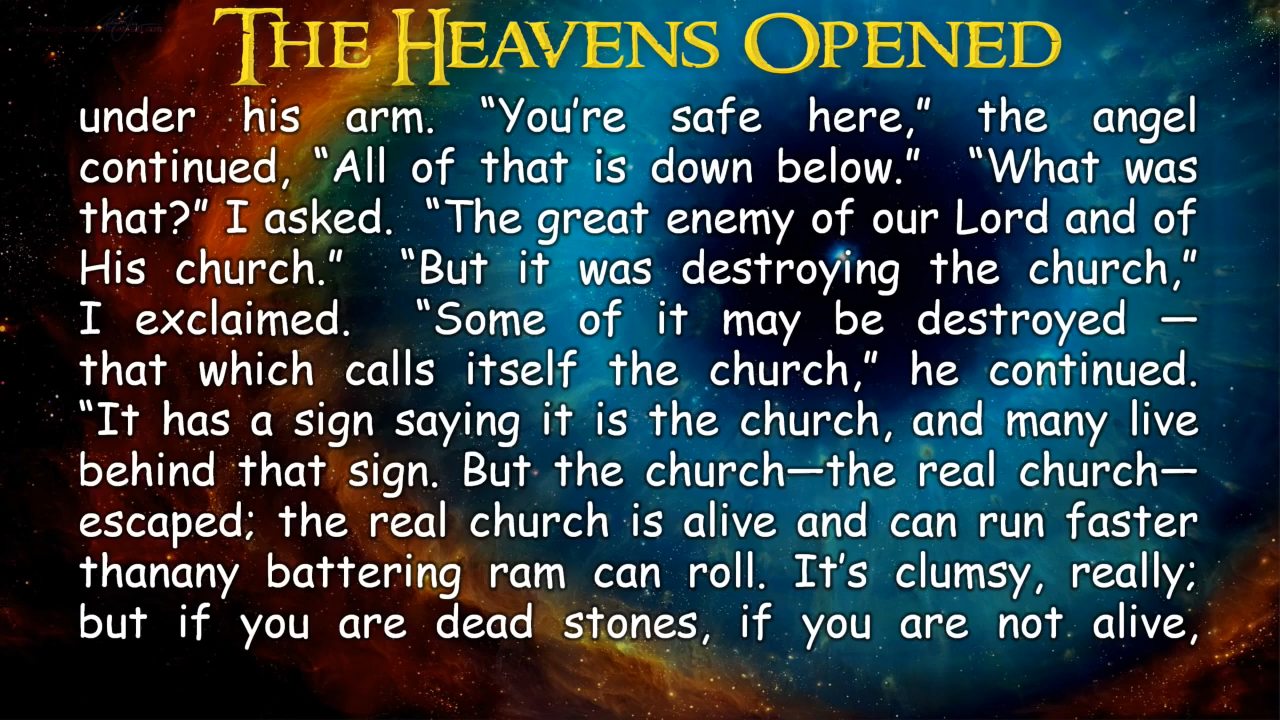 THE HEAVENS OPENED
under his arm. “You’re safe here,” the angel
continued, “All of that is down below.” “What was
that?” I asked. “The great enemy of our Lord and of
His church.” “But it was destroying the church,”
I exclaimed. “Some of it may be destroyed —
that which calls itself the church,” he continued.
“It has a sign saying it is the church, and many live
behind that sign. But the church—the real church—
escaped; the real church is alive and can run faster
thanany battering ram can roll. It’s clumsy, really;
but if you are dead stones, if you are not alive,